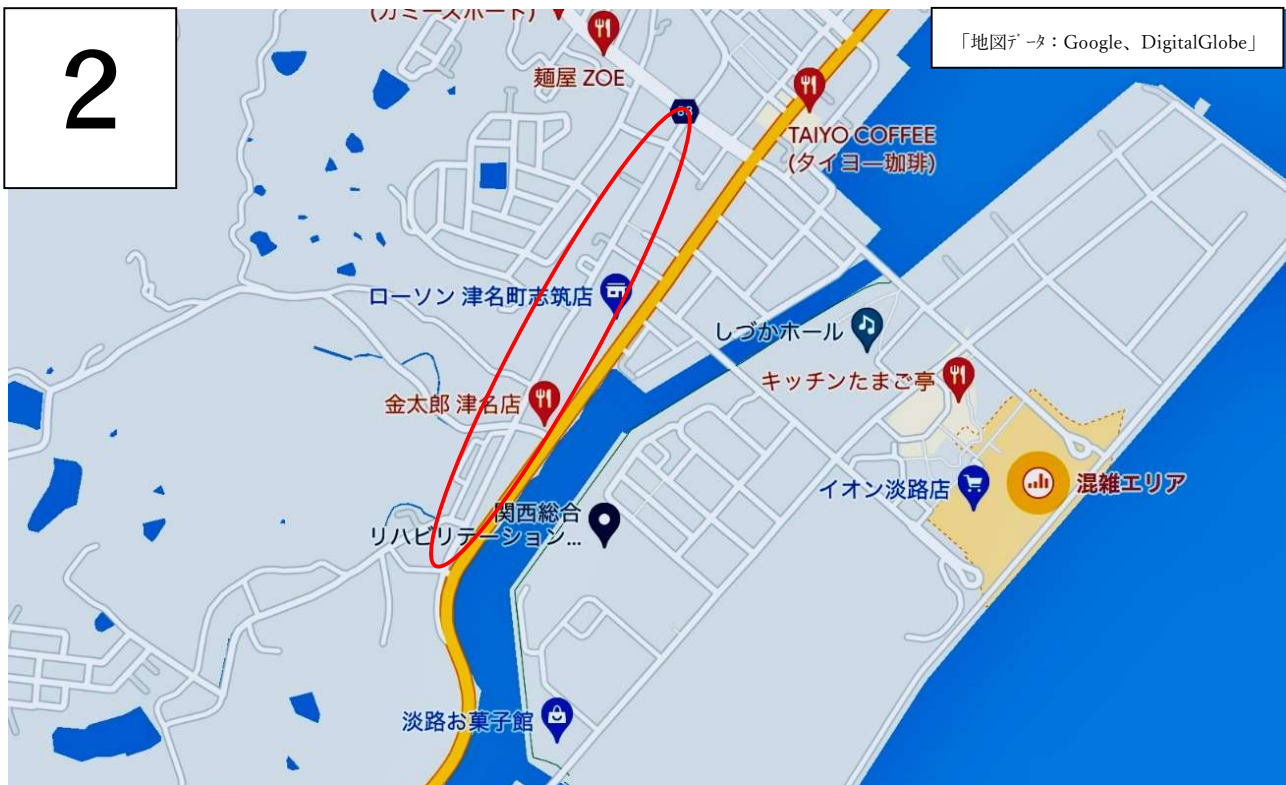 2
「地図ﾃﾞｰﾀ：Google、DigitalGlobe」
麺屋 ZOE
TAIYO COFFEE
(タイヨー珈琲)
ローソン 津名町志筑店
しづかホール
キッチンたまご亭
金太郎 津名店
イオン淡路店
混雑エリア
関西総合
リハビリテーション...
淡路お菓子館